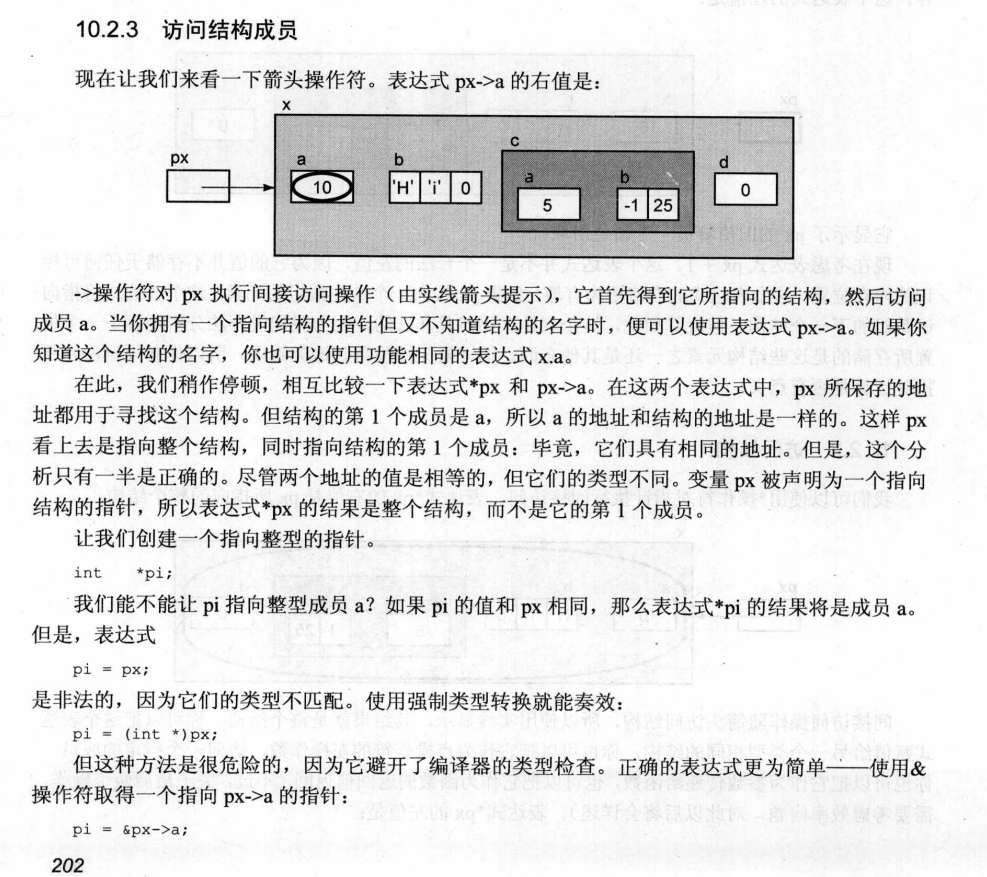 10.2.3 访问结构成员
现在让我们来看一下箭头操作符。表达式 px->a 的右值是：
x
px
a
10
b
'H' 'i' 0
c
a
5
b
-1 25
d
0
->操作符对 px 执行间接访问操作（由实线箭头提示），它首先得到它所指向的结构，然后访问
成员 a。当你拥有一个指向结构的指针但又不知道结构的名字时，便可以使用表达式 px->a。如果你
知道这个结构的名字，你也可以使用功能相同的表达式 x.a。
在此，我们稍作停顿，相互比较一下表达式*px 和 px->a。在这两个表达式中，px 所保存的地
址都用于寻找这个结构。但结构的第 1 个成员是 a，所以 a 的地址和结构的地址是一样的。这样 px
看上去是指向整个结构，同时指向结构的第 1 个成员：毕竟，它们具有相同的地址。但是，这个分
析只有一半是正确的。尽管两个地址的值是相等的，但它们的类型不同。变量 px 被声明为一个指向
结构的指针，所以表达式*px 的结果是整个结构，而不是它的第 1 个成员。
让我们创建一个指向整型的指针。
int *pi;
我们能不能让 pi 指向整型成员 a？如果 pi 的值和 px 相同，那么表达式*pi 的结果将是成员 a。
但是，表达式
pi = px;
是非法的，因为它们的类型不匹配。使用强制类型转换就能奏效：
pi = (int *)px;
但这种方法是很危险的，因为它避开了编译器的类型检查。正确的表达式更为简单——使用&
操作符取得一个指向 px->a 的指针：
pi = &px->a;
202